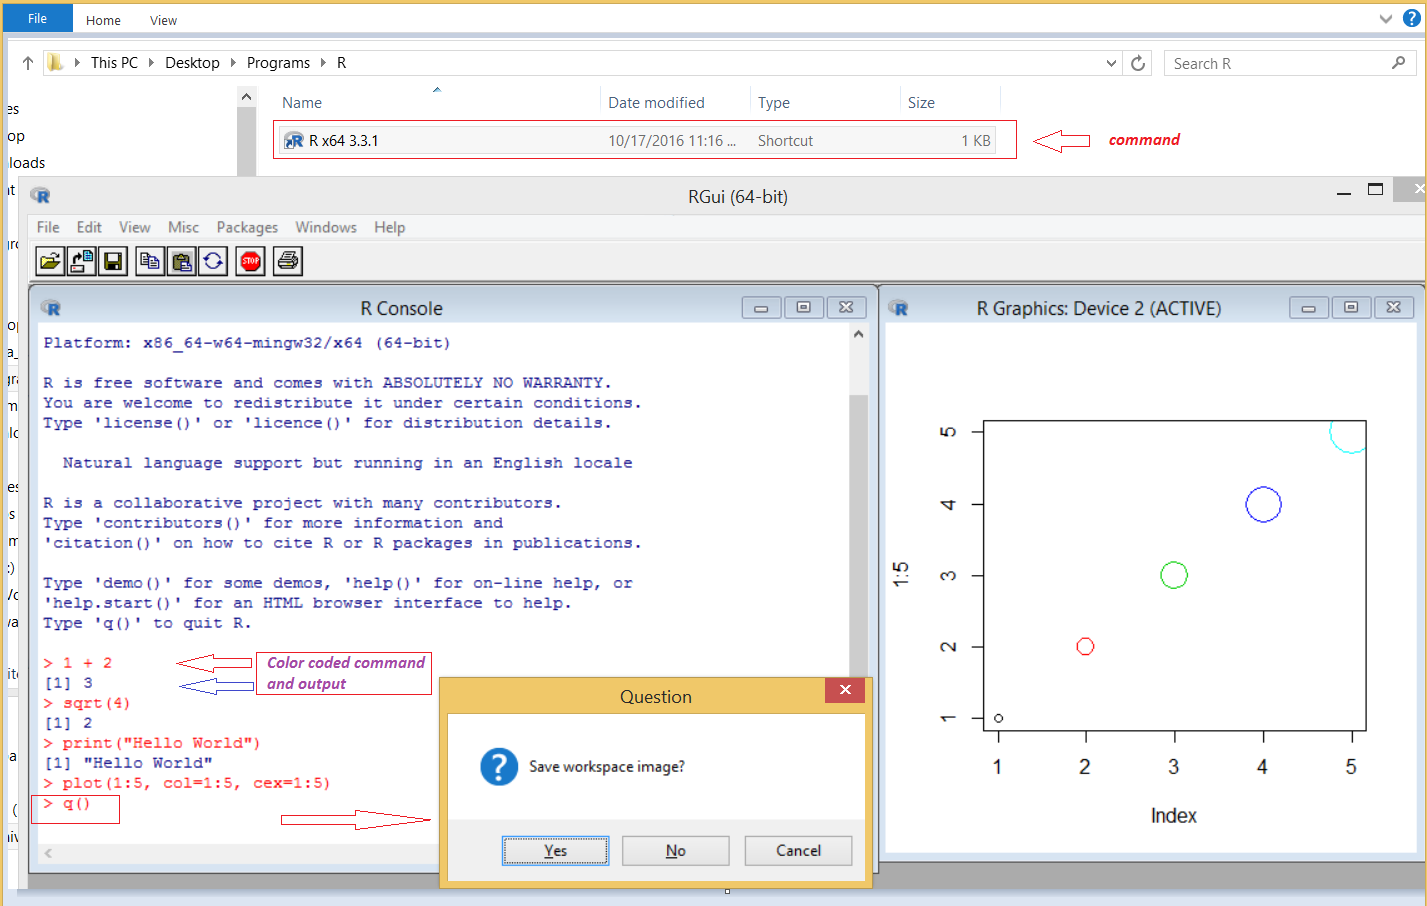 File Home View
This PC Desktop Programs R
Search R
Name Date modified Type Size
R x64 3.3.1 10/17/2016 11:16 ... Shortcut 1 KB
command
es
op
loads
RGui (64-bit)
File Edit View Misc Packages Windows Help
STOP
R Console
Platform: x86_64-w64-mingw32/x64 (64-bit)
R is free software and comes with ABSOLUTELY NO WARRANTY.
You are welcome to redistribute it under certain conditions.
Type 'license()' or 'licence()' for distribution details.
Natural language support but running in an English locale
R is a collaborative project with many contributors.
Type 'contributors()' for more information and
'citation()' on how to cite R or R packages in publications.
Type 'demo()' for some demos, 'help()' for on-line help, or
'help.start()' for an HTML browser interface to help.
Type 'q()' to quit R.
> 1 + 2
[1] 3
> sqrt(4)
[1] 2
> print("Hello World")
[1] "Hello World"
> plot(1:5, col=1:5, cex=1:5)
> q()
Color coded command
and output
Question
Save workspace image?
Yes No Cancel
R Graphics: Device 2 (ACTIVE)
1:5
5
4
3
2
1
1 2 3 4 5
Index